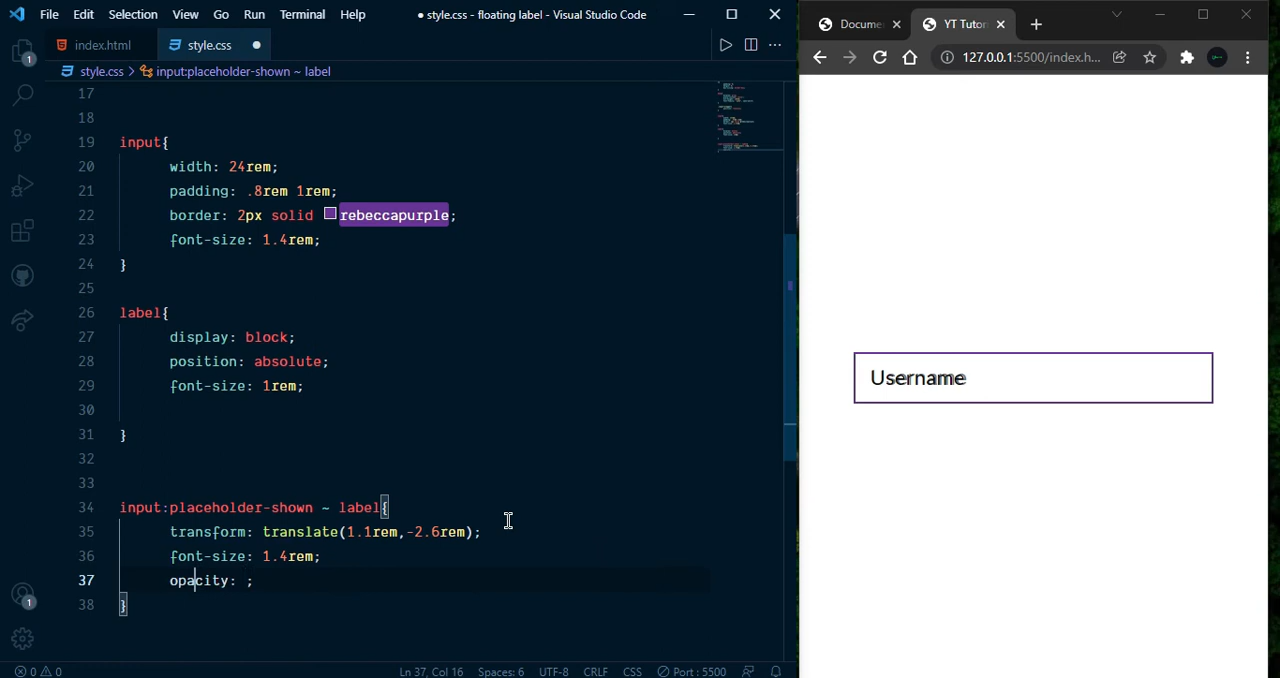 File Edit Selection View Go Run Terminal Help ● style.css - floating label - Visual Studio Code
index.html style.css ●
style.css > input:placeholder-shown ~ label
17
18
19 input{
20 width: 24rem;
21 padding: .8rem 1rem;
22 border: 2px solid rebeccapurple;
23 font-size: 1.4rem;
24 }
25
26 label{
27 display: block;
28 position: absolute;
29 font-size: 1rem;
30
31 }
32
33
34 input:placeholder-shown ~ label{
35 transform: translate(1.1rem,-2.6rem);
36 font-size: 1.4rem;
37 opacity: ;
38 }
1
1
0 0 Ln 37, Col 16 Spaces: 6 UTF-8 CRLF CSS Port : 5500
Docume YT Tutor
127.0.0.1:5500/index.h...
Username